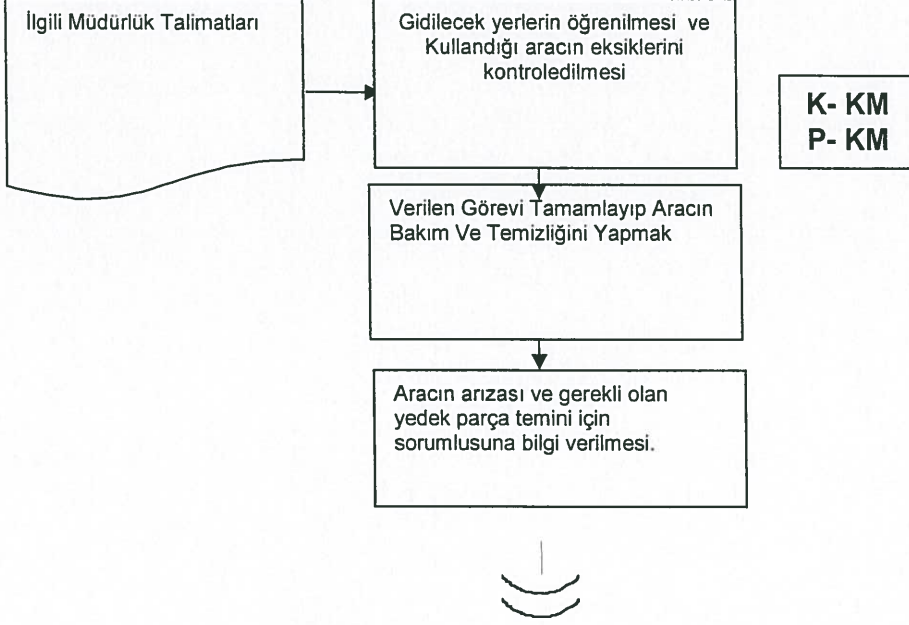 İlgili Müdürlük Talimatları
Gidilecek yerlerin öğrenilmesi ve
Kullandığı aracın eksiklerini
kontroledilmesi
K- KM
P- KM
Verilen Görevi Tamamlayıp Aracın
Bakım Ve Temizliğini Yapmak
Aracın arızası ve gerekli olan
yedek parça temini için
sorumlusuna bilgi verilmesi.